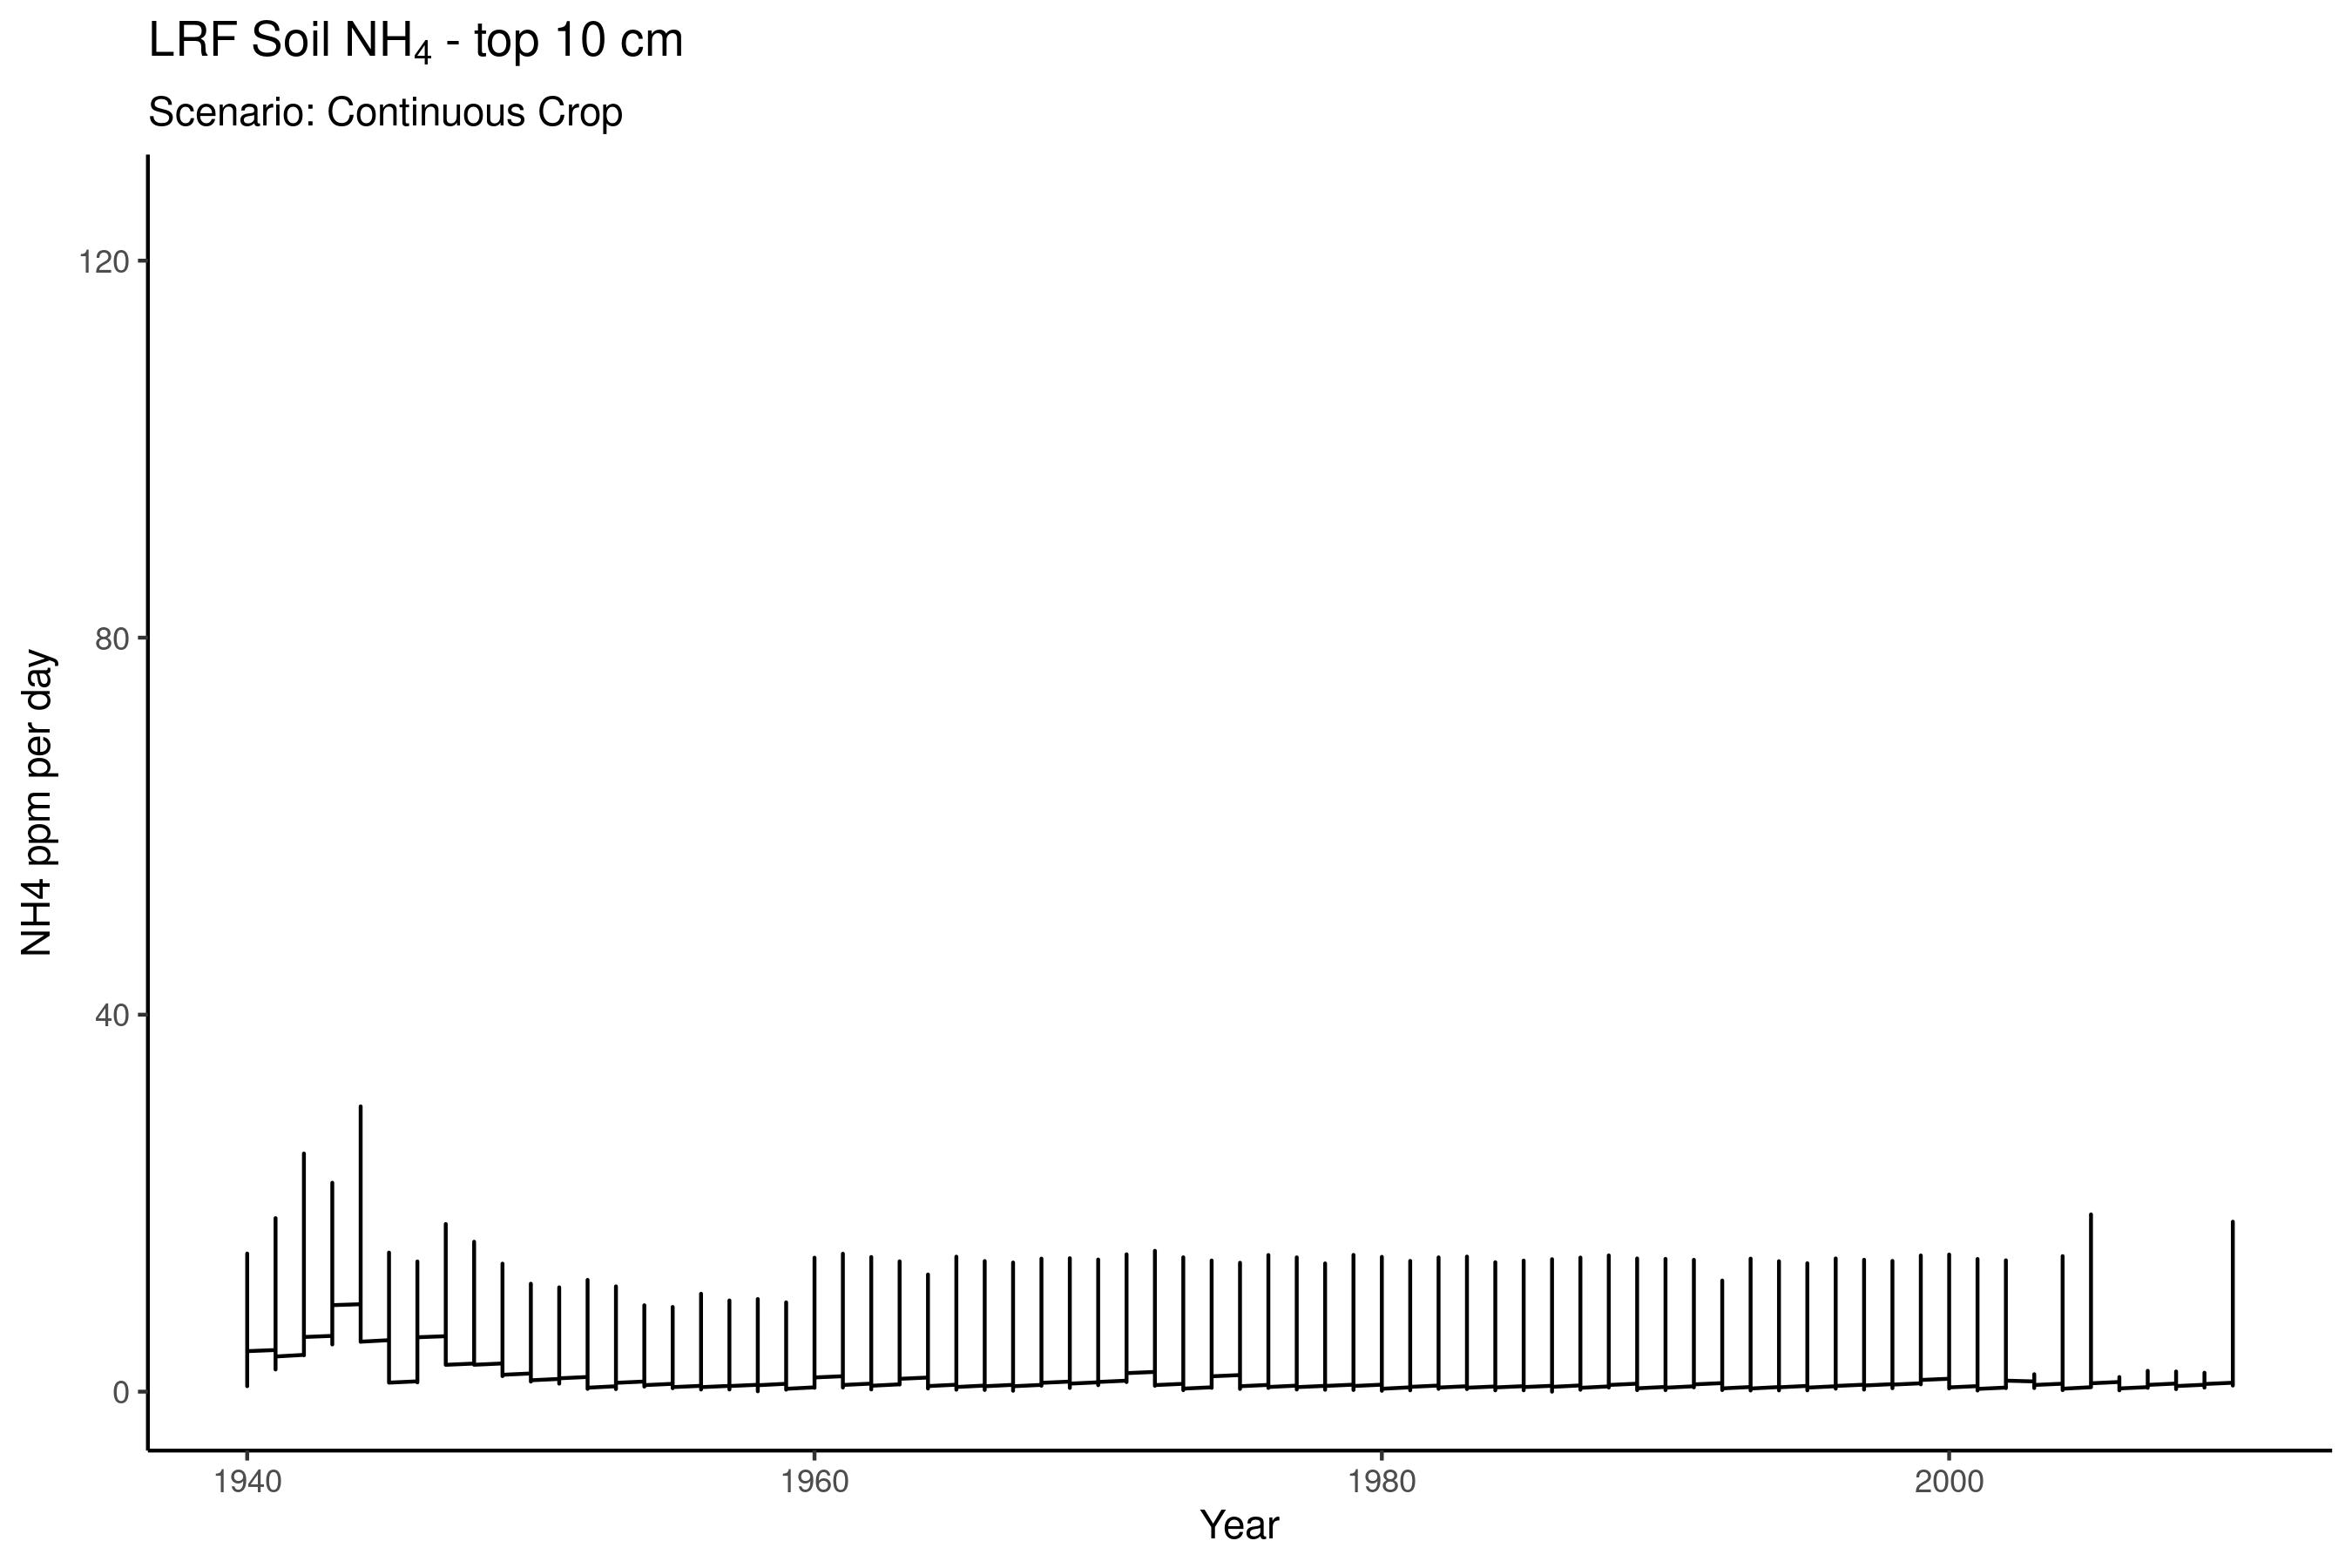 LRF Soil NH₄ - top 10 cm
Scenario: Continuous Crop
120
80
40
0
NH4 ppm per day
1940 1960 1980 2000
Year